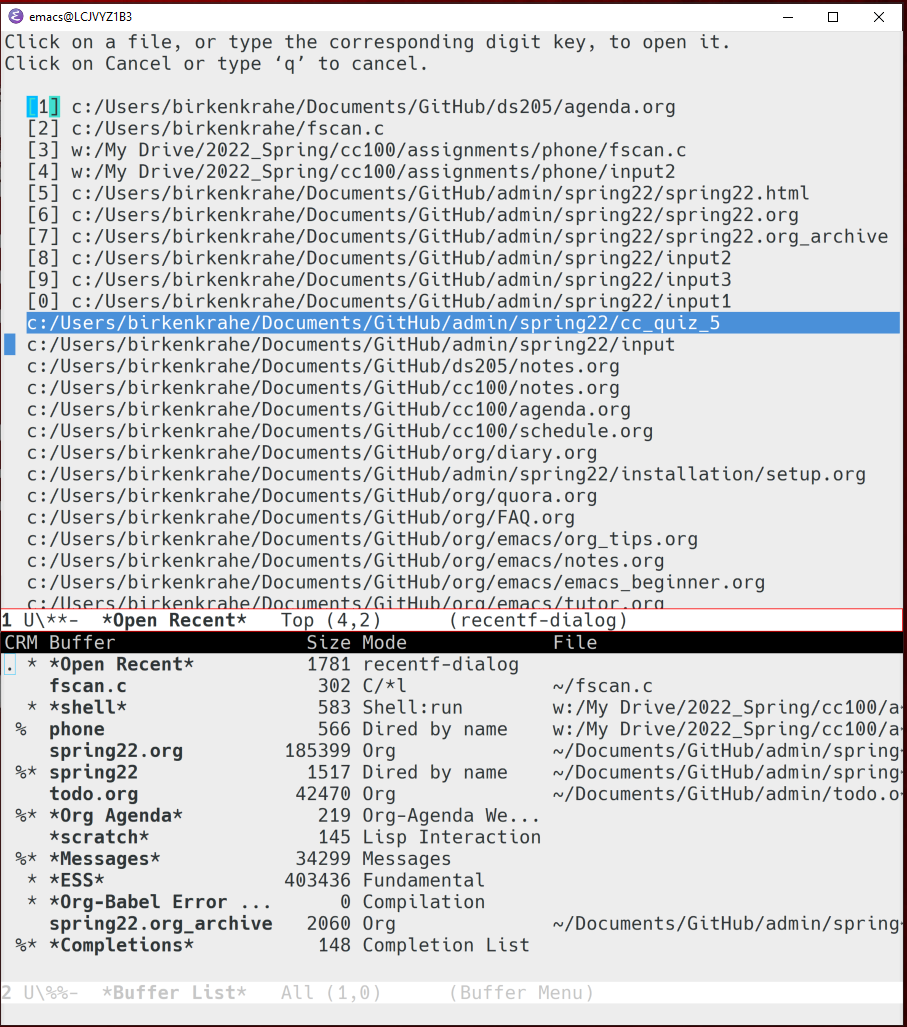 emacs@LCJVYZ1B3
Click on a file, or type the corresponding digit key, to open it.
Click on Cancel or type ‘q’ to cancel.
[1] c:/Users/birkenkrahe/Documents/GitHub/ds205/agenda.org
[2] c:/Users/birkenkrahe/fscan.c
[3] w:/My Drive/2022_Spring/cc100/assignments/phone/fscan.c
[4] w:/My Drive/2022_Spring/cc100/assignments/phone/input2
[5] c:/Users/birkenkrahe/Documents/GitHub/admin/spring22/spring22.html
[6] c:/Users/birkenkrahe/Documents/GitHub/admin/spring22/spring22.org
[7] c:/Users/birkenkrahe/Documents/GitHub/admin/spring22/spring22.org_archive
[8] c:/Users/birkenkrahe/Documents/GitHub/admin/spring22/input2
[9] c:/Users/birkenkrahe/Documents/GitHub/admin/spring22/input3
[0] c:/Users/birkenkrahe/Documents/GitHub/admin/spring22/input1
c:/Users/birkenkrahe/Documents/GitHub/admin/spring22/cc_quiz_5
c:/Users/birkenkrahe/Documents/GitHub/admin/spring22/input
c:/Users/birkenkrahe/Documents/GitHub/ds205/notes.org
c:/Users/birkenkrahe/Documents/GitHub/cc100/notes.org
c:/Users/birkenkrahe/Documents/GitHub/cc100/agenda.org
c:/Users/birkenkrahe/Documents/GitHub/cc100/schedule.org
c:/Users/birkenkrahe/Documents/GitHub/org/diary.org
c:/Users/birkenkrahe/Documents/GitHub/admin/spring22/installation/setup.org
c:/Users/birkenkrahe/Documents/GitHub/org/quora.org
c:/Users/birkenkrahe/Documents/GitHub/org/FAQ.org
c:/Users/birkenkrahe/Documents/GitHub/org/emacs/org_tips.org
c:/Users/birkenkrahe/Documents/GitHub/org/emacs/notes.org
c:/Users/birkenkrahe/Documents/GitHub/org/emacs/emacs_beginner.org
c:/Users/birkenkrahe/Documents/GitHub/org/emacs/tutor.org
1 U\**-  *Open Recent*   Top (4,2)      (recentf-dialog)
CRM Buffer                 Size Mode             File
. * *Open Recent*          1781 recentf-dialog
    fscan.c                 302 C/*l             ~/fscan.c
  * *shell*                 583 Shell:run        w:/My Drive/2022_Spring/cc100/a~
 %  phone                   566 Dired by name    w:/My Drive/2022_Spring/cc100/a~
    spring22.org         185399 Org              ~/Documents/GitHub/admin/spring~
 %* spring22               1517 Dired by name    ~/Documents/GitHub/admin/spring~
    todo.org              42470 Org              ~/Documents/GitHub/admin/todo.o~
 %* *Org Agenda*            219 Org-Agenda We...
    *scratch*               145 Lisp Interaction
 %* *Messages*            34299 Messages
  * *ESS*                403436 Fundamental
  * *Org-Babel Error ...      0 Compilation
    spring22.org_archive   2060 Org              ~/Documents/GitHub/admin/spring~
 %* *Completions*           148 Completion List
2 U\%%-  *Buffer List*   All (1,0)      (Buffer Menu)